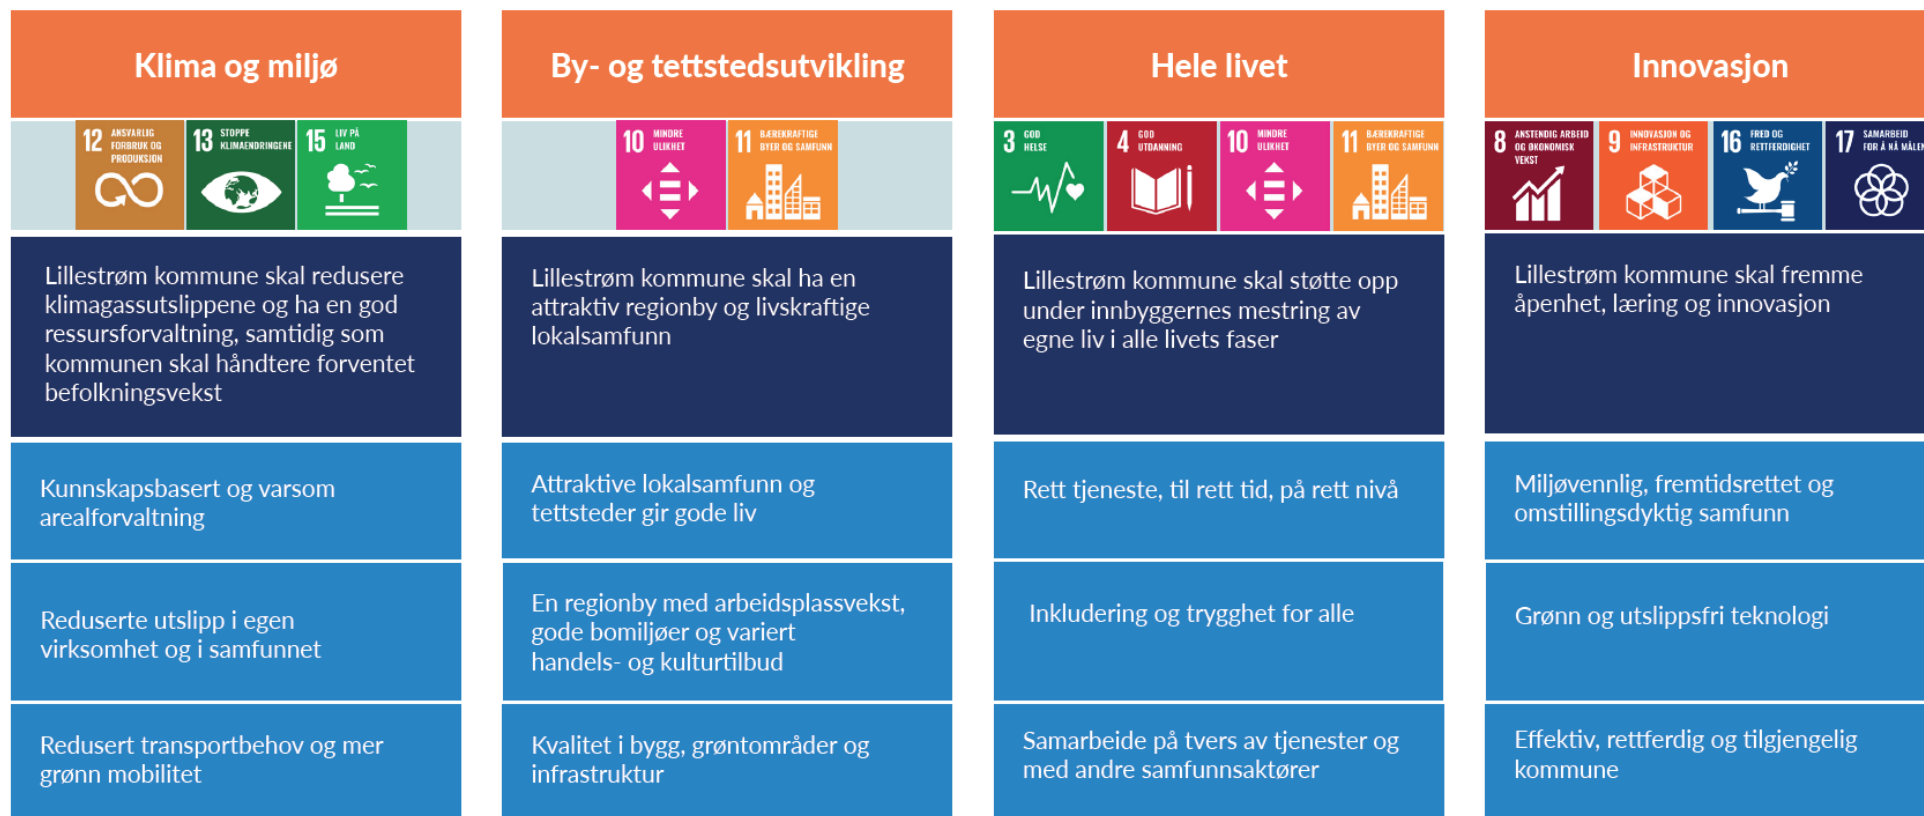 Klima og miljø
12 ANSVARLIG
FORBRUK OG
PRODUKSJON
13 STOPPE
KLIMAENDRINGENE
15 LIV PÅ
LAND
Lillestrøm kommune skal redusere
klimagassutslippene og ha en god
ressursforvaltning, samtidig som
kommunen skal håndtere forventet
befolkningsvekst
Kunnskapsbasert og varsom
arealforvaltning
Reduserte utslipp i egen
virksomhet og i samfunnet
Redusert transportbehov og mer
grønn mobilitet
By- og tettstedsutvikling
10 MINDRE
ULIKHET
11 BÆREKRAFTIGE
BYER OG SAMFUNN
Lillestrøm kommune skal ha en
attraktiv regionby og livskraftige
lokalsamfunn
Attraktive lokalsamfunn og
tettsteder gir gode liv
En regionby med arbeidsplassvekst,
gode bomiljøer og variert
handels- og kulturtilbud
Kvalitet i bygg, grøntområder og
infrastruktur
Hele livet
3 GOD
HELSE
4 GOD
UTDANNING
10 MINDRE
ULIKHET
11 BÆREKRAFTIGE
BYER OG SAMFUNN
Lillestrøm kommune skal støtte opp
under innbyggernes mestring av
egne liv i alle livets faser
Rett tjeneste, til rett tid, på rett nivå
Inkludering og trygghet for alle
Samarbeide på tvers av tjenester og
med andre samfunnsaktører
Innovasjon
8 ANSTENDIG ARBEID
OG ØKONOMISK
VEKST
9 INNOVASJON OG
INFRASTRUKTUR
16 FRED OG
RETTFERDIGHET
17 SAMARBEID
FOR Å NÅ MÅLEN
Lillestrøm kommune skal fremme
åpenhet, læring og innovasjon
Miljøvennlig, fremtidsrettet og
omstillingsdyktig samfunn
Grønn og utslippsfri teknologi
Effektiv, rettferdig og tilgjengelig
kommune